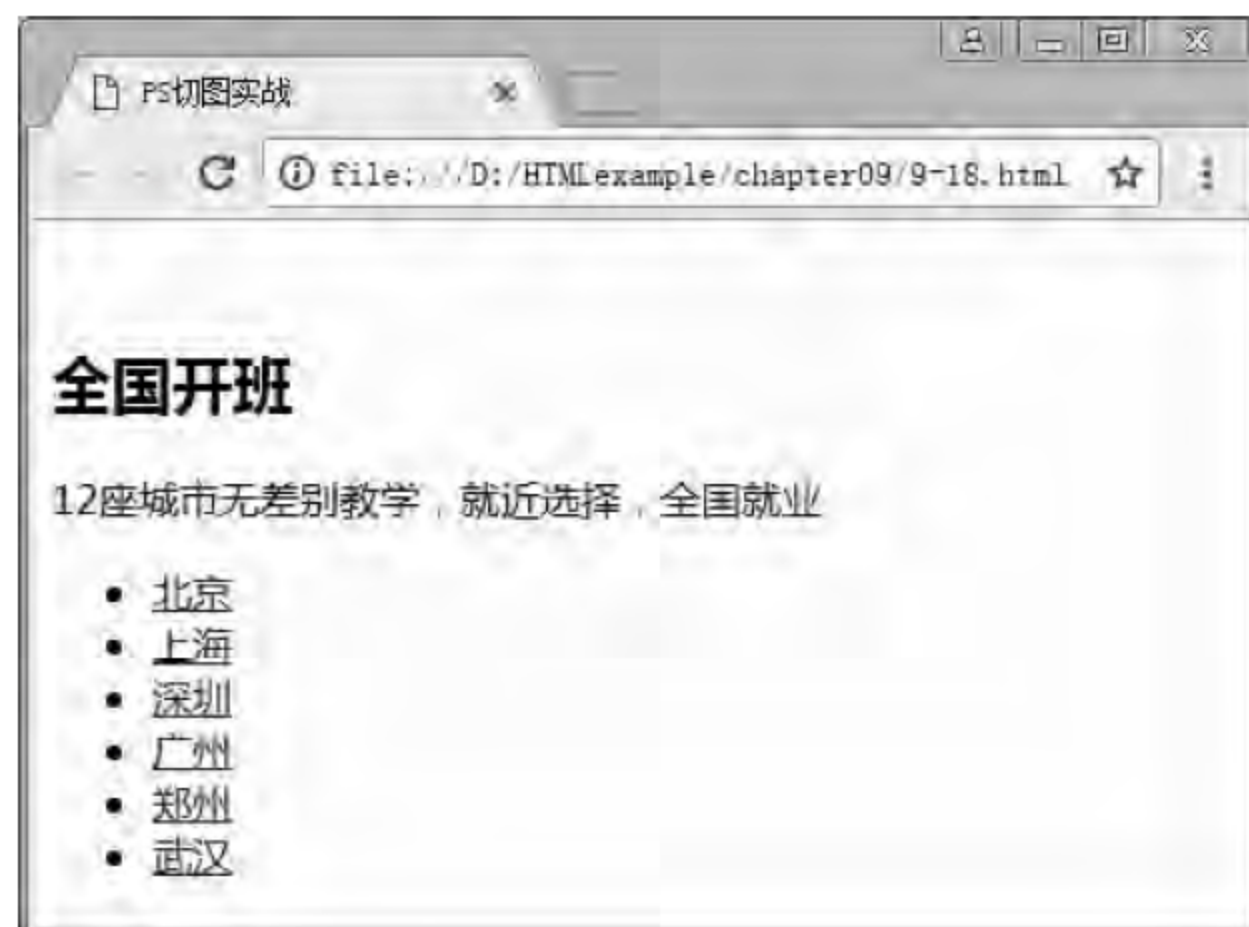 PS切图实战
file:///D:/HTMLexample/chapter09/9-18.html
全国开班
12座城市无差别教学，就近选择，全国就业
北京
上海
深圳
广州
郑州
武汉